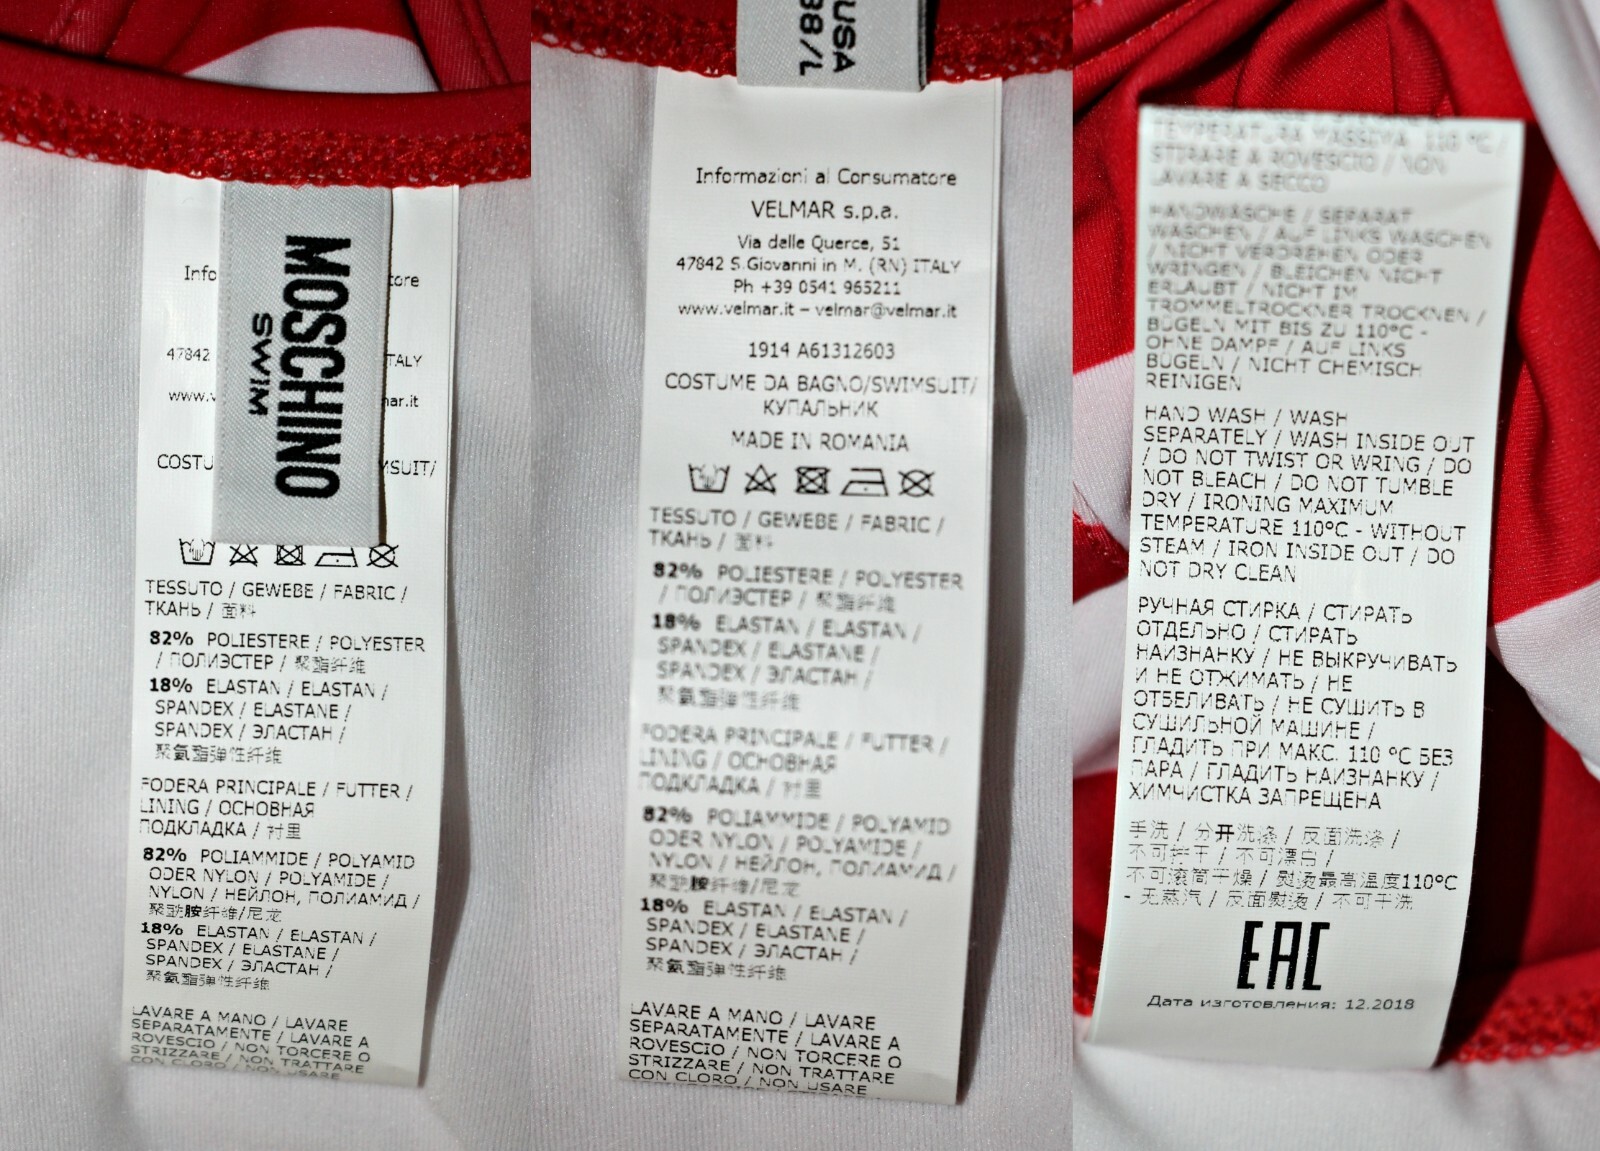 MOSCHINO
SWIM
Info
tore
47842
TALY
www.v
mar.it
COSTU
MSUIT/
TESSUTO / GEWEBE / FABRIC /
ТКАНЬ / 面料
82% POLIESTERE / POLYESTER
/ ПОЛИЭСТЕР / 聚酯纤维
18% ELASTAN / ELASTAN /
SPANDEX / ELASTANE /
SPANDEX / ЭЛАСТАН /
聚氨酯弹性纤维
FODERA PRINCIPALE / FUTTER /
LINING / ОСНОВНАЯ
ПОДКЛАДКА / 衬里
82% POLIAMMIDE / POLYAMID
ODER NYLON / POLYAMIDE /
NYLON / НЕЙЛОН, ПОЛИАМИД /
聚酰胺纤维/尼龙
18% ELASTAN / ELASTAN /
SPANDEX / ELASTANE /
SPANDEX / ЭЛАСТАН /
聚氨酯弹性纤维
LAVARE A MANO / LAVARE
SEPARATAMENTE / LAVARE A
ROVESCIO / NON TORCERE O
STRIZZARE / NON TRATTARE
CON CLORO / NON USARE
USA
38/L
Informazioni al Consumatore
VELMAR s.p.a.
Via delle Querce, 51
47842 S.Giovanni in M. (RN) ITALY
Ph +39 0541 965211
www.velmar.it – velmar@velmar.it
1914 A61312603
COSTUME DA BAGNO/SWIMSUIT/
КУПАЛЬНИК
MADE IN ROMANIA
TESSUTO / GEWEBE / FABRIC /
ТКАНЬ / 面料
82% POLIESTERE / POLYESTER
/ ПОЛИЭСТЕР / 聚酯纤维
18% ELASTAN / ELASTAN /
SPANDEX / ELASTANE /
SPANDEX / ЭЛАСТАН /
聚氨酯弹性纤维
FODERA PRINCIPALE / FUTTER /
LINING / ОСНОВНАЯ
ПОДКЛАДКА / 衬里
82% POLIAMMIDE / POLYAMID
ODER NYLON / POLYAMIDE /
NYLON / НЕЙЛОН, ПОЛИАМИД /
聚酰胺纤维/尼龙
18% ELASTAN / ELASTAN /
SPANDEX / ELASTANE /
SPANDEX / ЭЛАСТАН /
聚氨酯弹性纤维
LAVARE A MANO / LAVARE
SEPARATAMENTE / LAVARE A
ROVESCIO / NON TORCERE O
STRIZZARE / NON TRATTARE
CON CLORO / NON USARE
TEMPERATURA MASSIMA 110 °C /
STIRARE A ROVESCIO / NON
LAVARE A SECCO
HANDWÄSCHE / SEPARAT
WASCHEN / AUF LINKS WASCHEN
/ NICHT VERDREHEN ODER
WRINGEN / BLEICHEN NICHT
ERLAUBT / NICHT IM
TROMMELTROCKNER TROCKNEN /
BÜGELN MIT BIS ZU 110°C -
OHNE DAMPF / AUF LINKS
BÜGELN / NICHT CHEMISCH
REINIGEN
HAND WASH / WASH
SEPARATELY / WASH INSIDE OUT
/ DO NOT TWIST OR WRING / DO
NOT BLEACH / DO NOT TUMBLE
DRY / IRONING MAXIMUM
TEMPERATURE 110°C - WITHOUT
STEAM / IRON INSIDE OUT / DO
NOT DRY CLEAN
РУЧНАЯ СТИРКА / СТИРАТЬ
ОТДЕЛЬНО / СТИРАТЬ
НАИЗНАНКУ / НЕ ВЫКРУЧИВАТЬ
И НЕ ОТЖИМАТЬ / НЕ
ОТБЕЛИВАТЬ / НЕ СУШИТЬ В
СУШИЛЬНОЙ МАШИНЕ /
ГЛАДИТЬ ПРИ МАКС. 110 °C БЕЗ
ПАРА / ГЛАДИТЬ НАИЗНАНКУ /
ХИМЧИСТКА ЗАПРЕЩЕНА
手洗 / 分开洗涤 / 反面洗涤 /
不可拧干 / 不可漂白 /
不可滚筒干燥 / 熨烫最高温度110°C
- 无蒸汽 / 反面熨烫 / 不可干洗
EAC
Дата изготовления: 12.2018